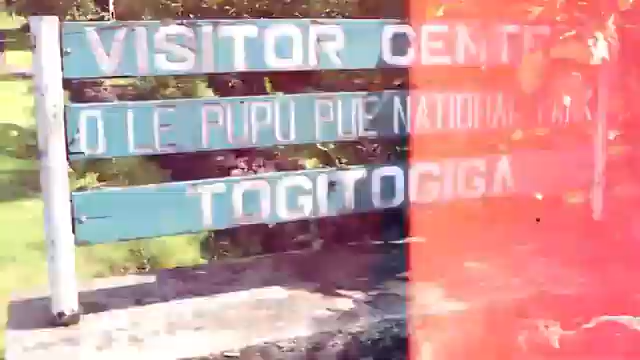 VISITOR CENTE
O LE PUPU PUE NATIONAL PARK
TOGITOGIGA